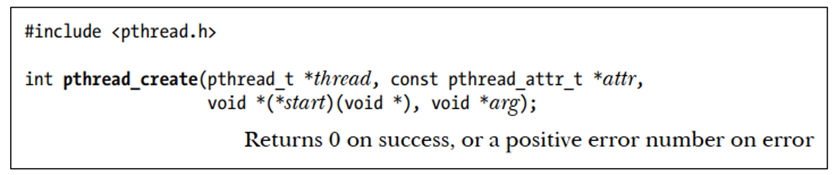 #include <pthread.h>
int pthread_create(pthread_t *thread, const pthread_attr_t *attr,
void *(*start)(void *), void *arg);
Returns 0 on success, or a positive error number on error